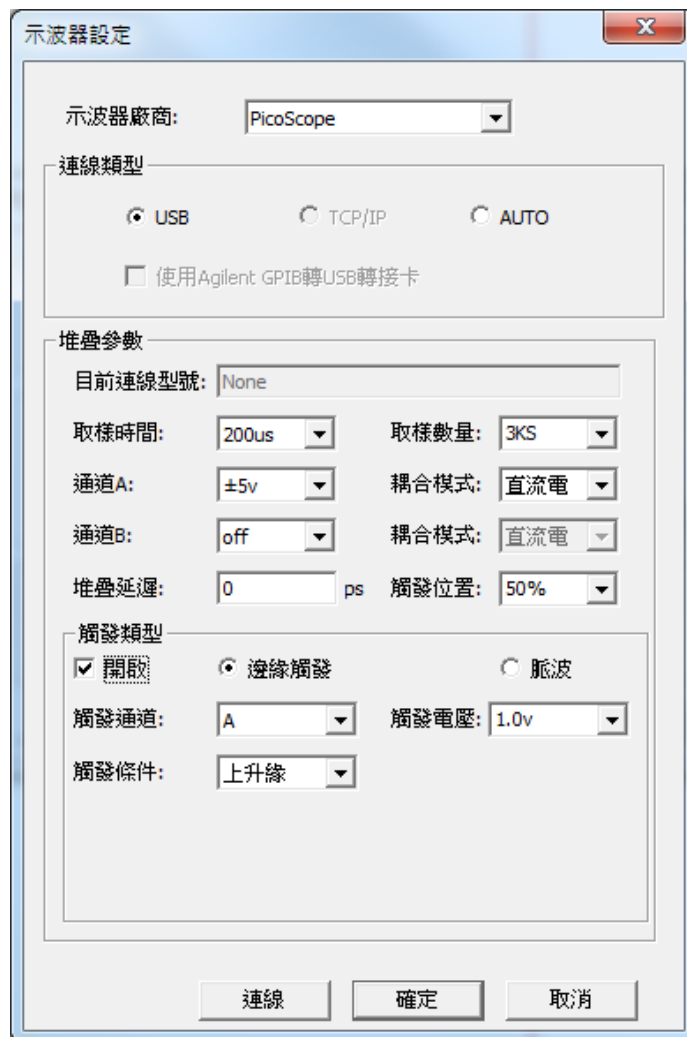 示波器設定
示波器廠商: PicoScope
連線類型
USB TCP/IP AUTO
使用Agilent GPIB轉USB轉接卡
堆疊參數
目前連線型號: None
取樣時間: 200us 取樣數量: 3KS
通道A: ±5v 耦合模式: 直流電
通道B: off 耦合模式: 直流電
堆疊延遲: 0 ps 觸發位置: 50%
觸發類型
開啟 邊緣觸發 脈波
觸發通道: A 觸發電壓: 1.0v
觸發條件: 上升緣
連線 確定 取消